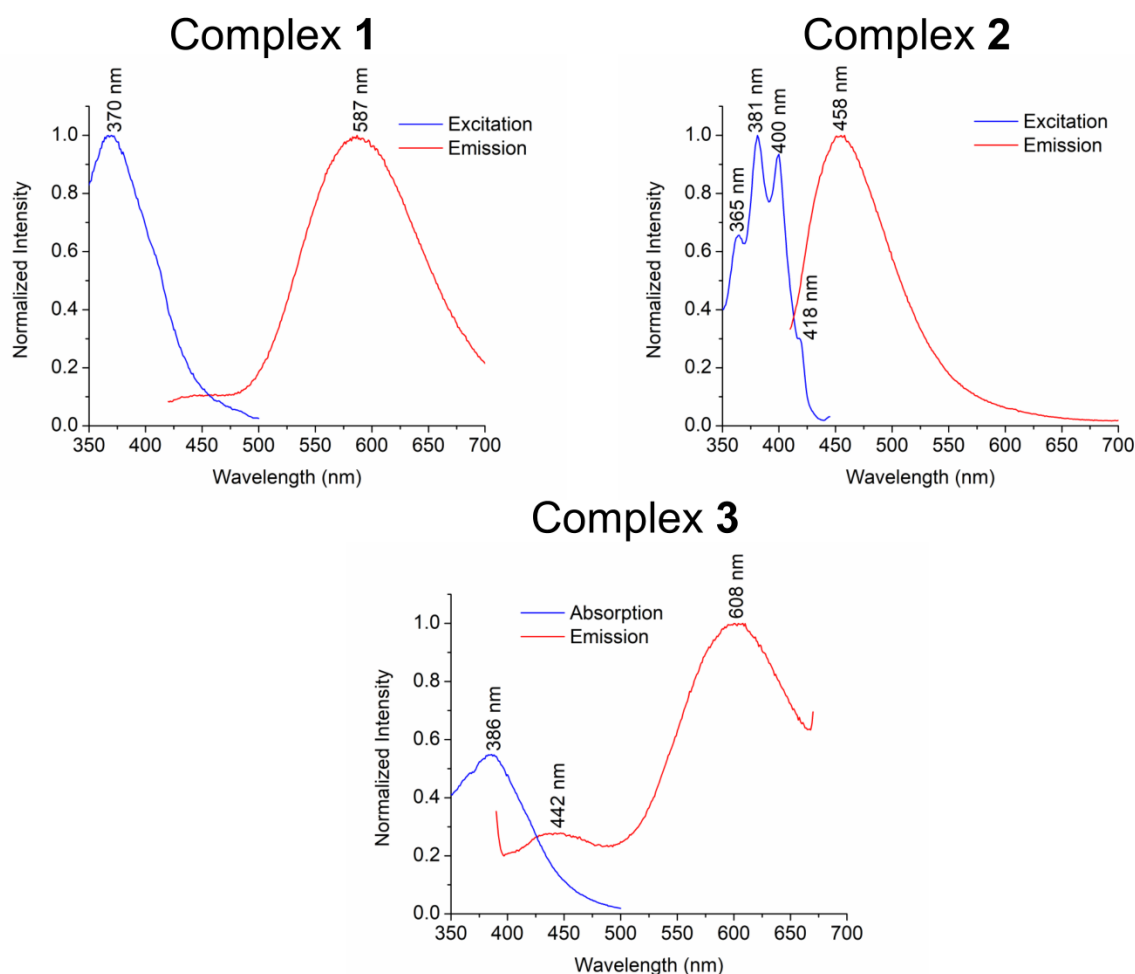 Complex 1
370 nm
587 nm
Excitation
Emission
Normalized Intensity
1.0
0.8
0.6
0.4
0.2
0.0
350 400 450 500 550 600 650 700
Wavelength (nm)
Complex 2
365 nm
381 nm
400 nm
418 nm
458 nm
Excitation
Emission
Normalized Intensity
1.0
0.8
0.6
0.4
0.2
0.0
350 400 450 500 550 600 650 700
Wavelength (nm)
Complex 3
386 nm
442 nm
608 nm
Absorption
Emission
Normalized Intensity
1.0
0.8
0.6
0.4
0.2
0.0
350 400 450 500 550 600 650 700
Wavelength (nm)